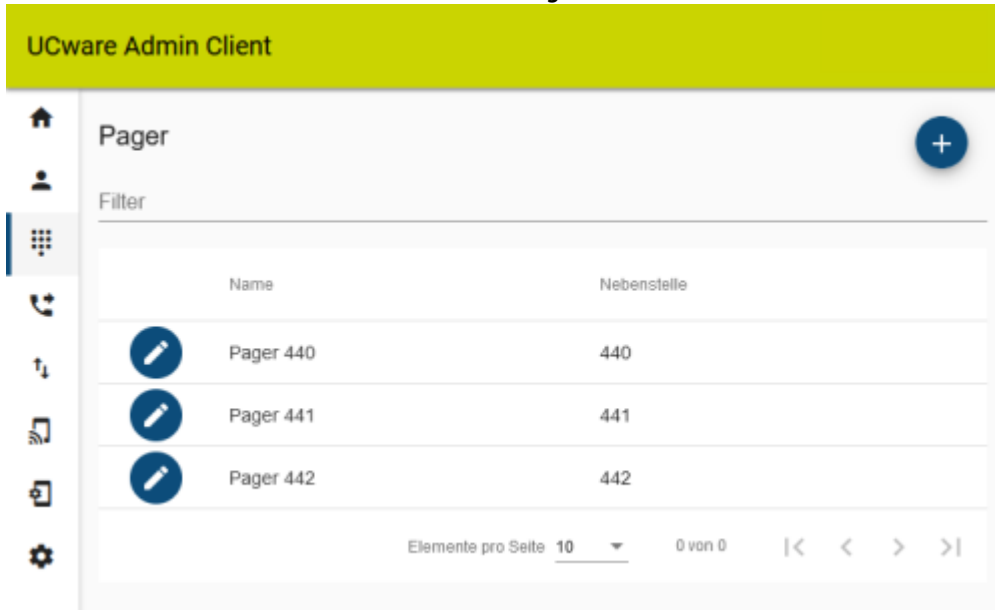 UCware Admin Client
Pager
Filter
Name Nebenstelle
Pager 440 440
Pager 441 441
Pager 442 442
Elemente pro Seite 10 0 von 0